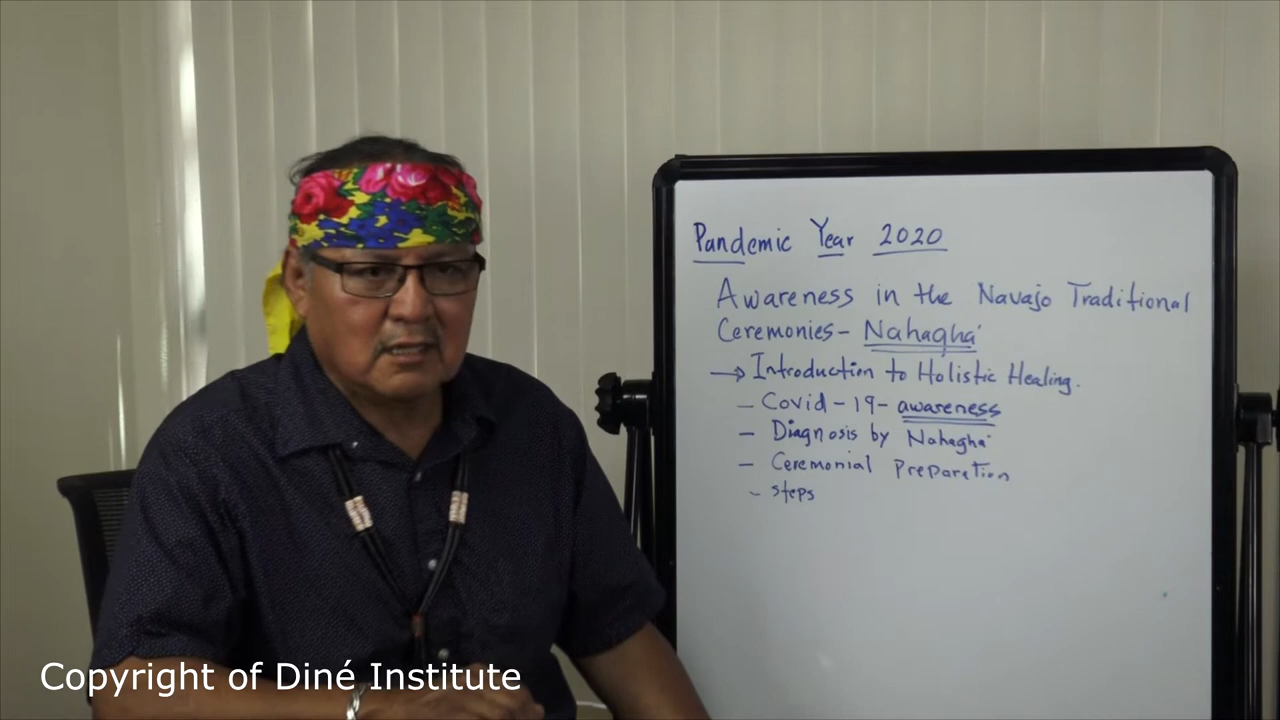 Pandemic Year 2020
Awareness in the Navajo Traditional
Ceremonies- Nahaghá
→ Introduction to Holistic Healing.
- Covid-19- awareness
- Diagnosis by Nahaghá
- Ceremonial Preparation
- steps
Copyright of Diné Institute